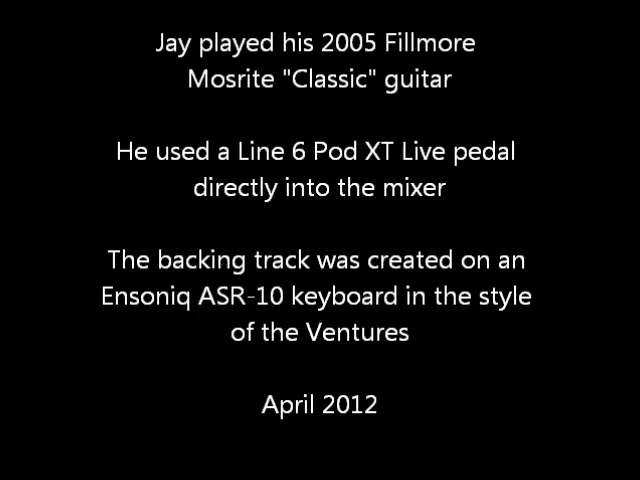 Jay played his 2005 Fillmore
Mosrite "Classic" guitar
He used a Line 6 Pod XT Live pedal
directly into the mixer
The backing track was created on an
Ensoniq ASR-10 keyboard in the style
of the Ventures
April 2012